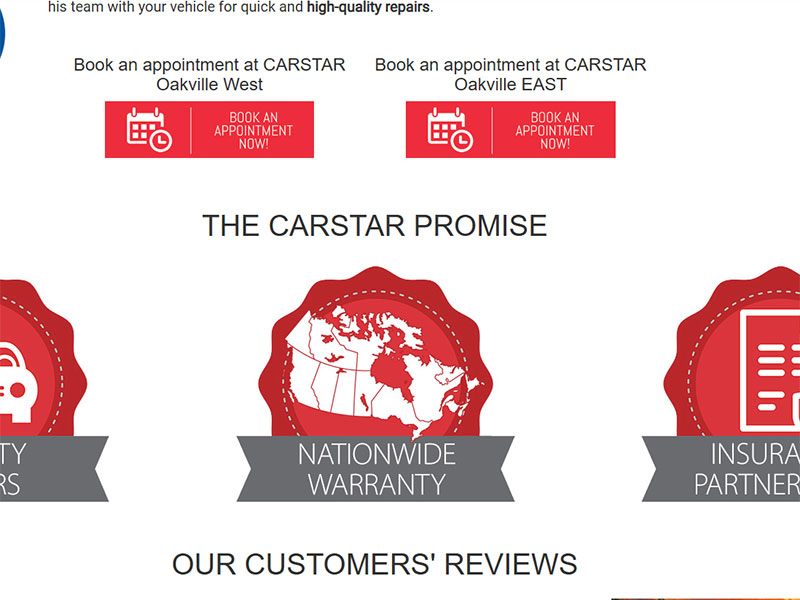 his team with your vehicle for quick and high-quality repairs.
Book an appointment at CARSTAR
Oakville West
BOOK AN
APPOINTMENT
NOW!
Book an appointment at CARSTAR
Oakville EAST
BOOK AN
APPOINTMENT
NOW!
THE CARSTAR PROMISE
TY
RS
NATIONWIDE
WARRANTY
INSURA
PARTNER
OUR CUSTOMERS' REVIEWS